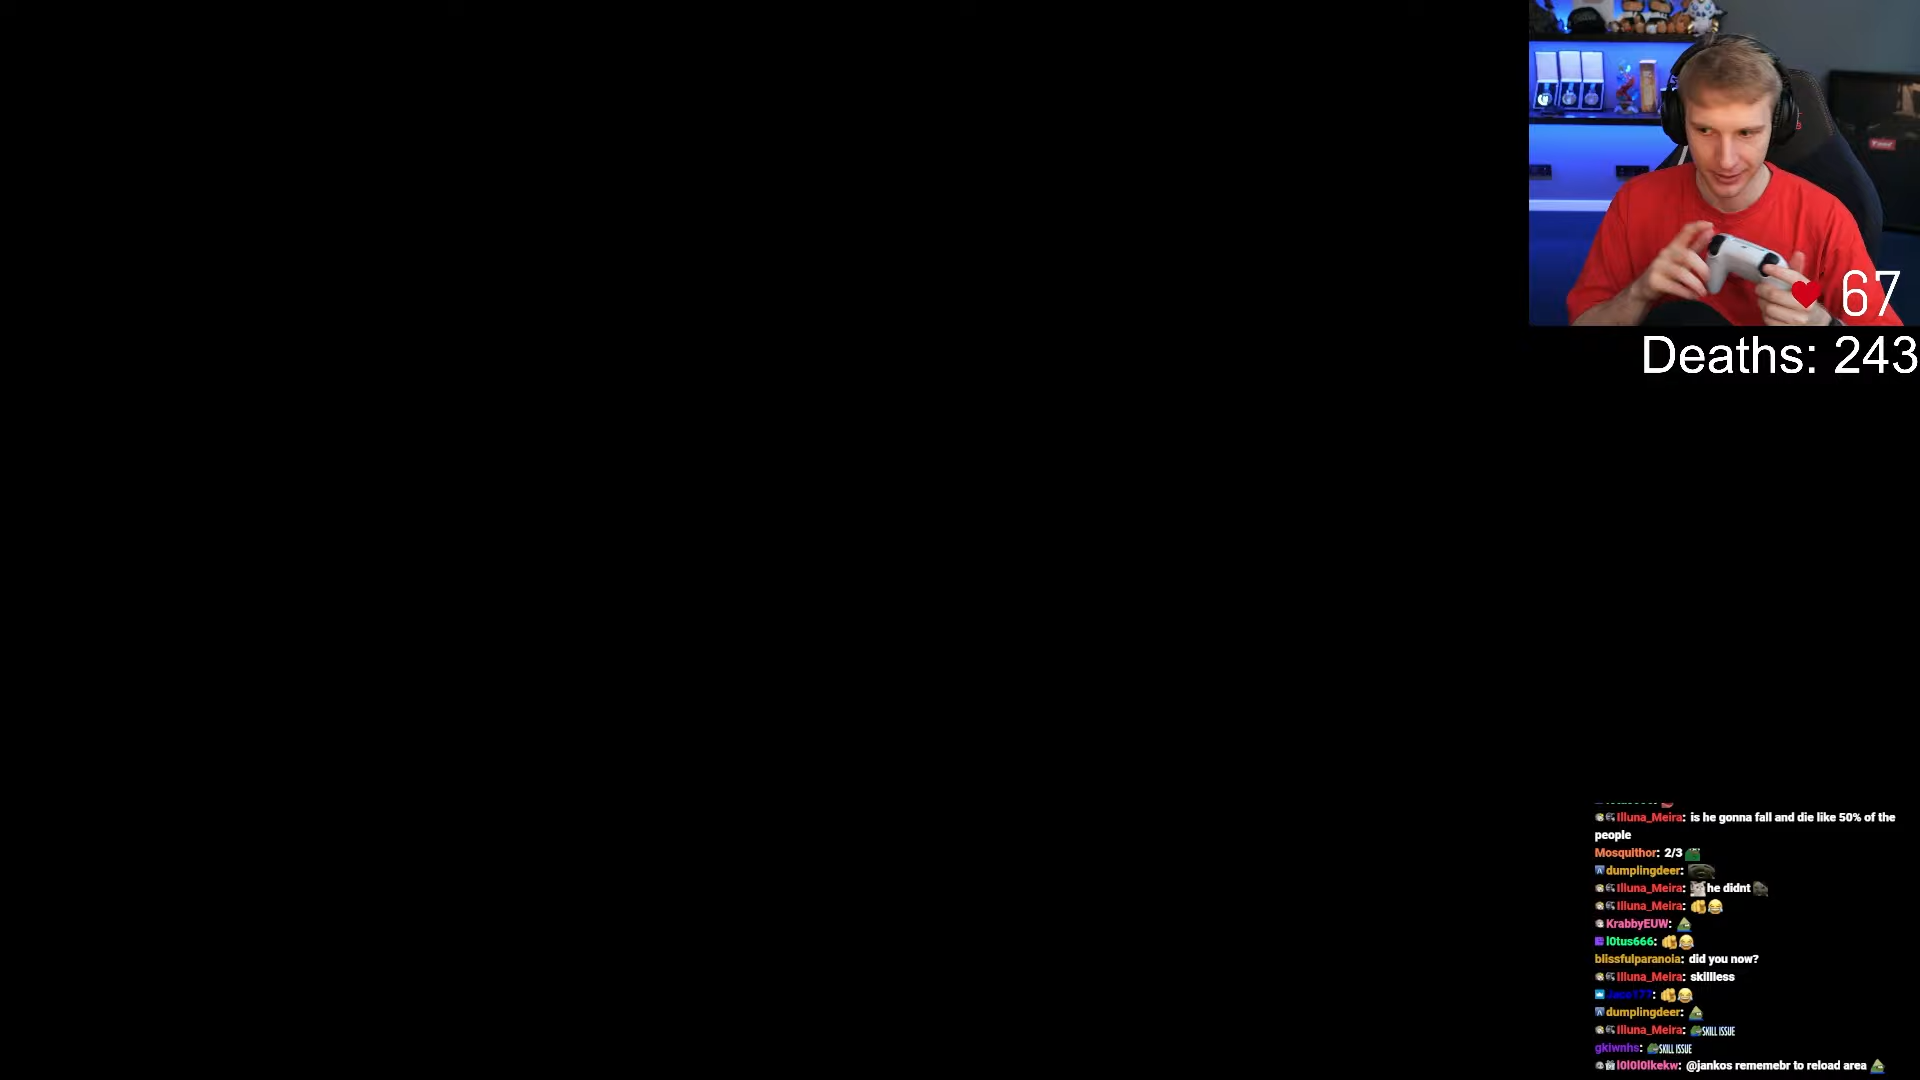 67
Deaths: 243
Illuna_Meira: is he gonna fall and die like 50% of the
people
Mosquithor: 2/3
dumplingdeer:
Illuna_Meira: he didnt
Illuna_Meira:
KrabbyEUW:
l0tus666:
blissfulparanoia: did you now?
Illuna_Meira: skillless
dumplingdeer:
Illuna_Meira: SKILL ISSUE
gkiwnhs: SKILL ISSUE
l0l0l0lkekw: @jankos rememebr to reload area